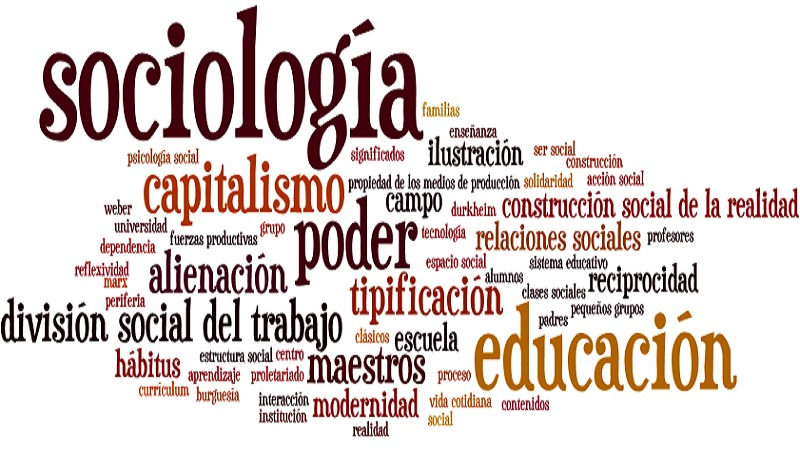 sociología
familias
enseñanza
psicología social
significados
ilustración
ser social
construcción
capitalismo
propiedad de los medios de producción
solidaridad
acción social
weber
campo
durkheim
construcción social de la realidad
universidad
fuerzas productivas
grupo
poder
tecnología
relaciones sociales
profesores
dependencia
reflexividad
marx
alienación
espacio social
sistema educativo
alumnos
reciprocidad
periferia
tipificación
clases sociales
pequeños grupos
padres
división social del trabajo
clásicos
escuela
educación
hábitus
estructura social
centro
maestros
aprendizaje
proletariado
proceso
curriculum
burguesia
interacción
institución
modernidad
vida cotidiana
contenidos
social
realidad